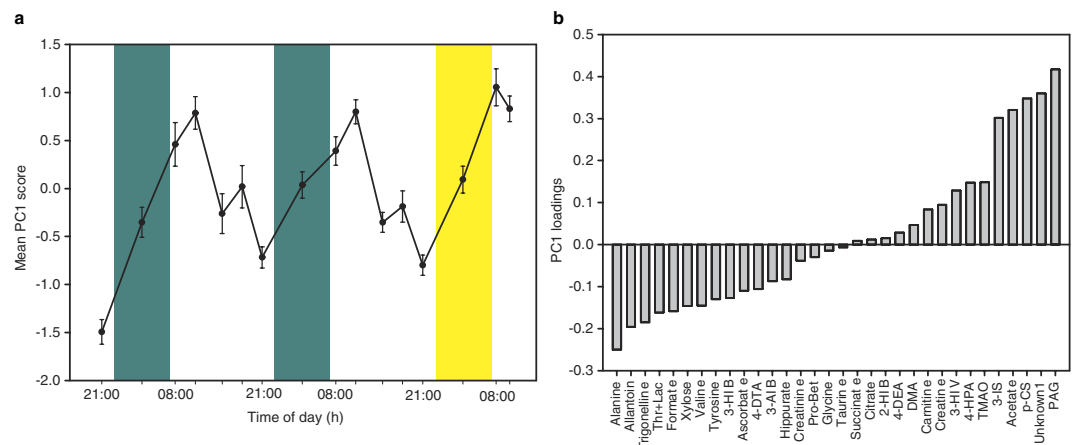 a
1.5
1.0
0.5
0.0
-0.5
-1.0
-1.5
-2.0
Mean PC1 score
21:00
08:00
21:00
08:00
21:00
08:00
Time of day (h)
b
0.5
0.4
0.3
0.2
0.1
0.0
-0.1
-0.2
-0.3
PC1 loadings
Alanine
Allantoin
Trigonelline
Thr+Lac
Formate
Xylose
Valine
Tyrosine
3-HIB
Ascorbate
4-DTA
3-AIB
Hippurate
Creatinine
Pro-Bet
Glycine
Taurine
Succinate
Citrate
2-HIB
4-DEA
DMA
Carnitine
Creatine
3-HIV
4-HPA
TMAO
3-IS
Acetate
p-CS
Unknown1
PAG